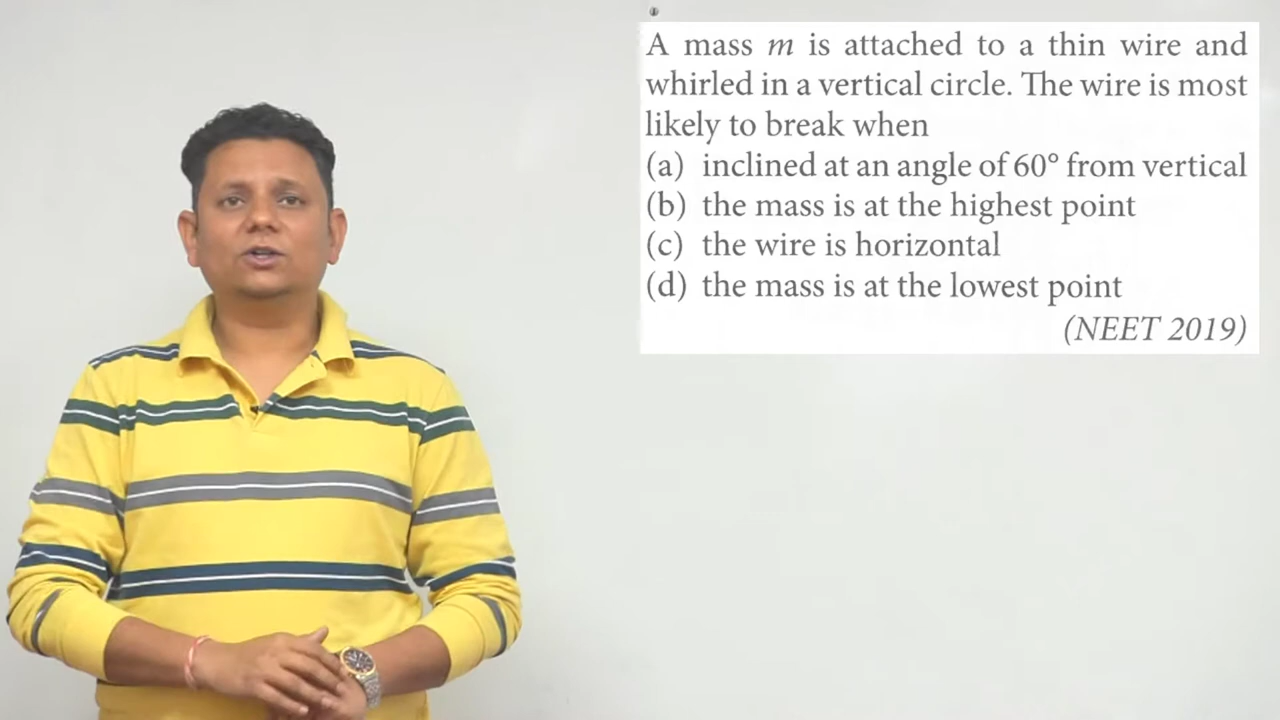 A mass m is attached to a thin wire and
whirled in a vertical circle. The wire is most
likely to break when
(a) inclined at an angle of 60° from vertical
(b) the mass is at the highest point
(c) the wire is horizontal
(d) the mass is at the lowest point
(NEET 2019)